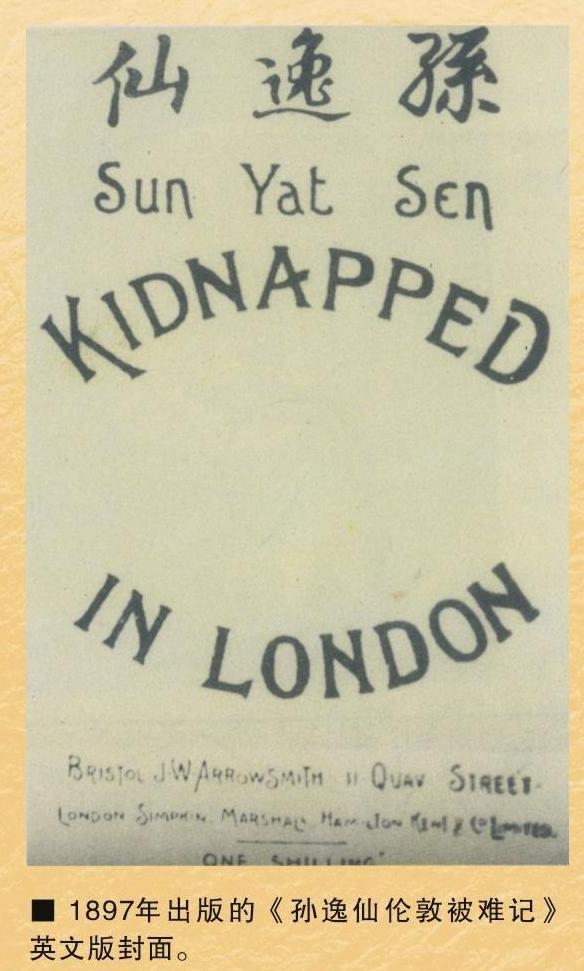 孫逸仙
Sun Yat Sen
KIDNAPPED
IN LONDON
BRISTOL J.W. ARROWSMITH 11 QUAY STREET.
LONDON SIMPKIN, MARSHALL, HAMILTON KENT & CO LIMITED.
ONE SHILLING
■ 1897年出版的《孙逸仙伦敦被难记》
英文版封面。